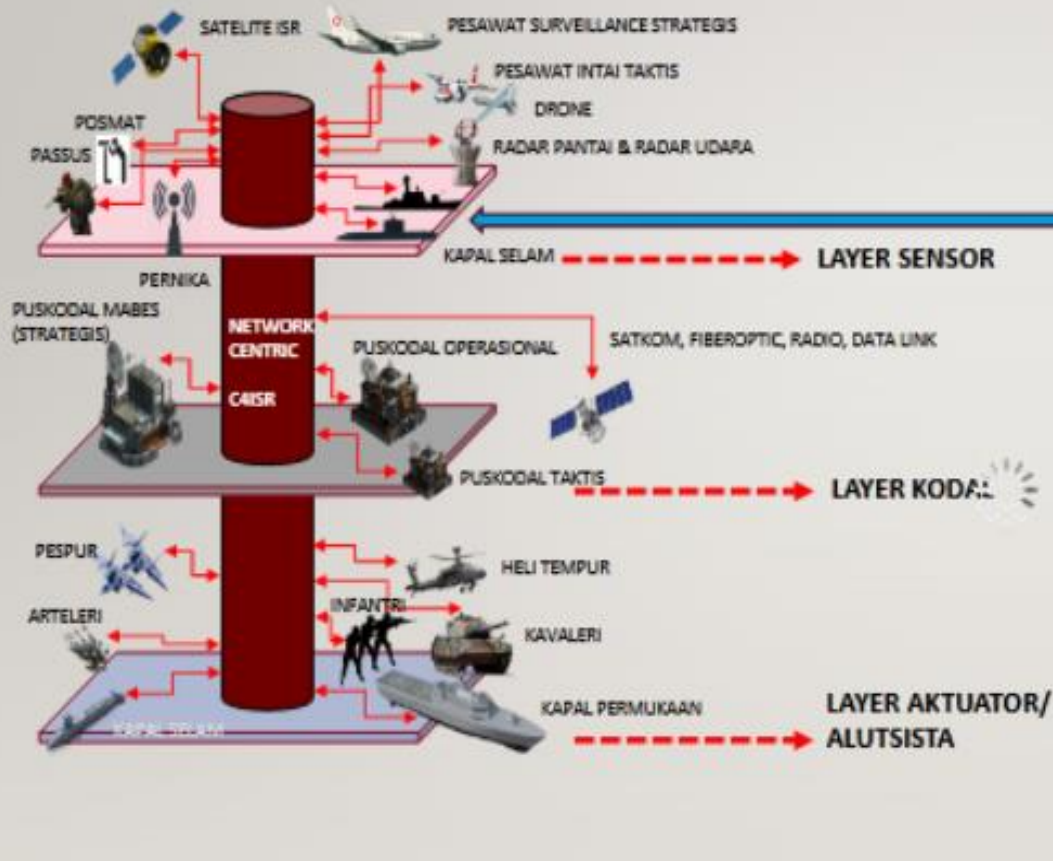 SATELITE ISR
PESAWAT SURVEILLANCE STRATEGIS
PESAWAT INTAI TAKTIS
DRONE
POSMAT
PASSUS
RADAR PANTAI & RADAR UDARA
KAPAL SELAM
LAYER SENSOR
PERNIKA
PUSKODAL MABES
(STRATEGIS)
NETWORK
CENTRIC
C4ISR
PUSKODAL OPERASIONAL
SATKOM, FIBEROPTIC, RADIO, DATA LINK
PUSKODAL TAKTIS
LAYER KODAL
PESPUR
HELI TEMPUR
ARTELERI
INFANTRI
KAVALERI
KAPAL SELAM
KAPAL PERMUKAAN
LAYER AKTUATOR/
ALUTSISTA